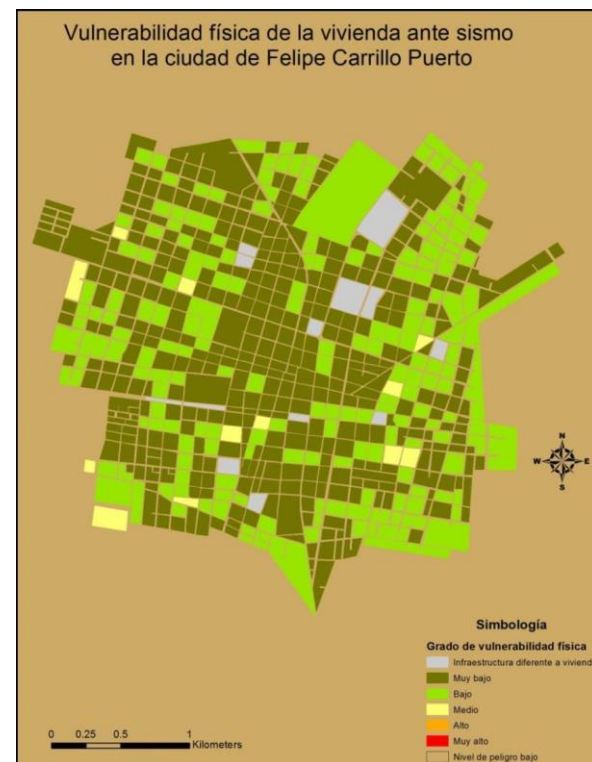 Vulnerabilidad física de la vivienda ante sismo
en la ciudad de Felipe Carrillo Puerto
N
W
E
S
Simbología
Grado de vulnerabilidad física
Infraestructura diferente a viviend
Muy bajo
Bajo
Medio
Alto
Muy alto
Nivel de peligro bajo
0 0.25 0.5 1
Kilometers